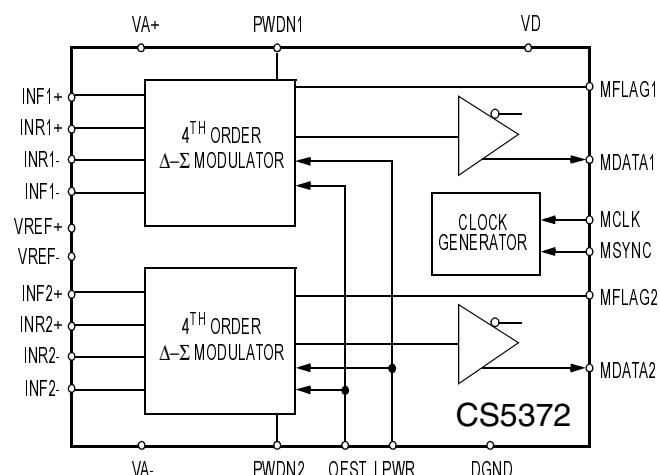 VA+ PWDN1 VD
INF1+
INR1+
INR1-
INF1-
VREF+
VREF-
INF2+
INR2+
INR2-
INF2-
4TH ORDER
Δ–Σ MODULATOR
4TH ORDER
Δ–Σ MODULATOR
CLOCK
GENERATOR
MFLAG1
MDATA1
MCLK
MSYNC
MFLAG2
MDATA2
CS5372
VA- PWDN2 OFST LPWR DGND